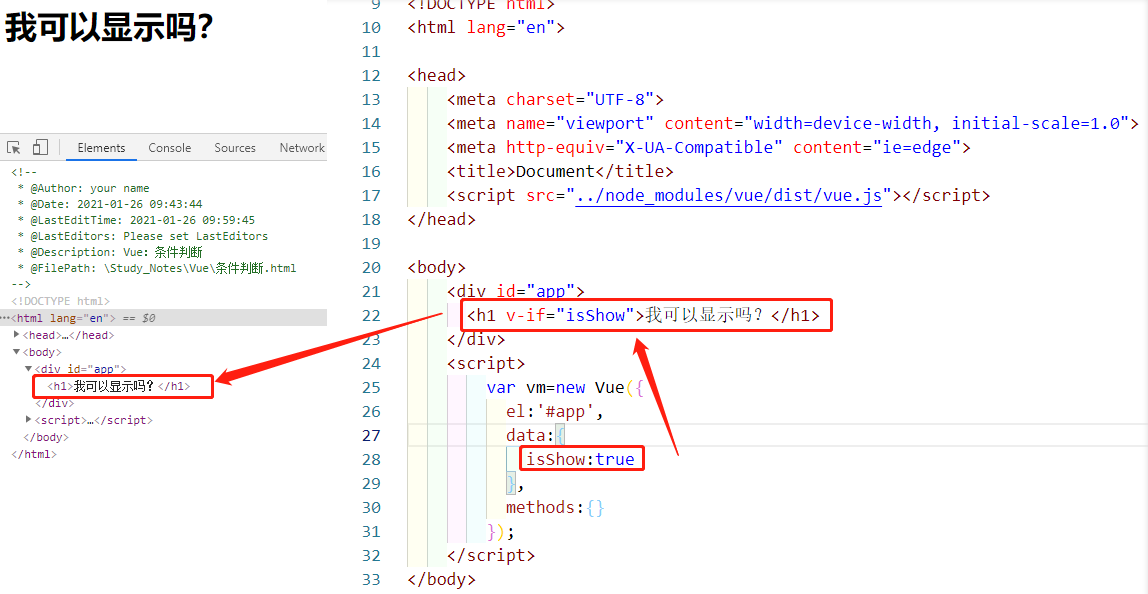 我可以显示吗?
Elements Console Sources Network
<!--
* @Author: your name
* @Date: 2021-01-26 09:43:44
* @LastEditTime: 2021-01-26 09:59:45
* @LastEditors: Please set LastEditors
* @Description: Vue: 条件判断
* @FilePath: \Study_Notes\Vue\条件判断.html
-->
<!DOCTYPE html>
<html lang="en"> == $0
<head>…</head>
<body>
<div id="app">
<h1>我可以显示吗? </h1>
</div>
<script>…</script>
</body>
</html>
9 <!DOCTYPE html>
10 <html lang="en">
11
12 <head>
13 <meta charset="UTF-8">
14 <meta name="viewport" content="width=device-width, initial-scale=1.0">
15 <meta http-equiv="X-UA-Compatible" content="ie=edge">
16 <title>Document</title>
17 <script src="../node_modules/vue/dist/vue.js"></script>
18 </head>
19
20 <body>
21 <div id="app">
22 <h1 v-if="isShow">我可以显示吗? </h1>
23 </div>
24 <script>
25 var vm=new Vue({
26 el:'#app',
27 data:{
28 isShow:true
29 },
30 methods:{}
31 });
32 </script>
33 </body>